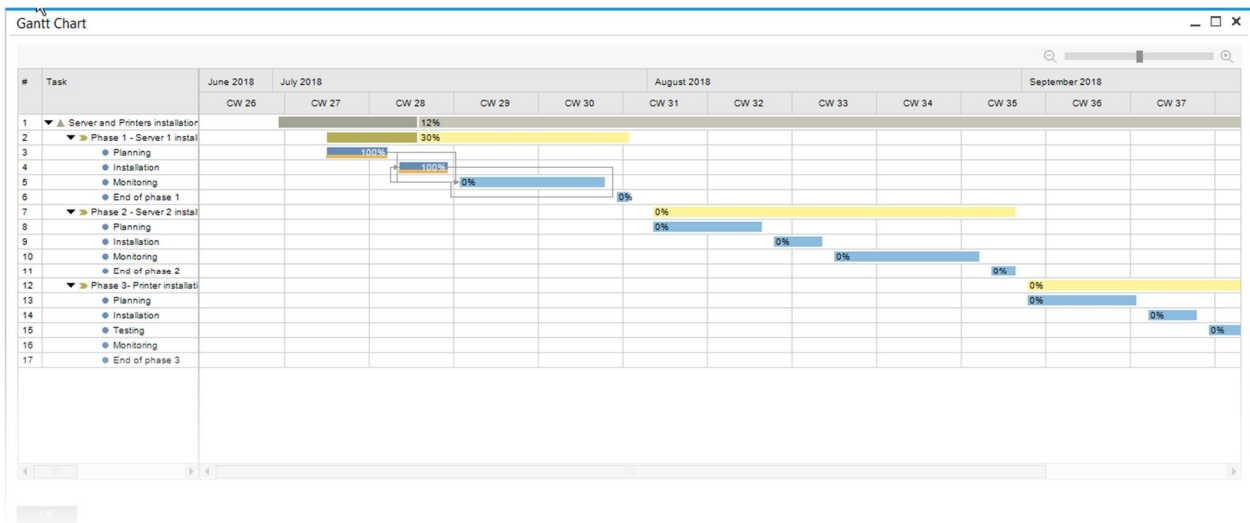 Gantt Chart
# Task June 2018 July 2018 August 2018 September 2018
CW 26 CW 27 CW 28 CW 29 CW 30 CW 31 CW 32 CW 33 CW 34 CW 35 CW 36 CW 37
1 Server and Printers installation 12%
2 Phase 1 - Server 1 instal 30%
3 Planning 100%
4 Installation 100%
5 Monitoring 0%
6 End of phase 1 0%
7 Phase 2 - Server 2 instal 0%
8 Planning 0%
9 Installation 0%
10 Monitoring 0%
11 End of phase 2 0%
12 Phase 3- Printer installati 0%
13 Planning 0%
14 Installation 0%
15 Testing 0%
16 Monitoring
17 End of phase 3
OK